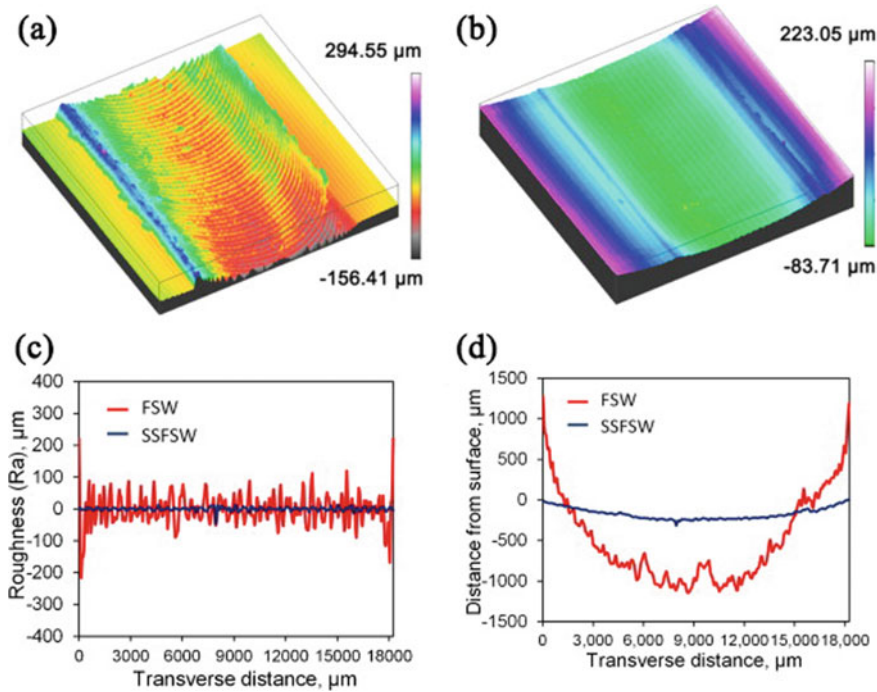 (a)
294.55 µm
-156.41 µm
(b)
223.05 µm
-83.71 µm
(c)
400
300
200
100
0
-100
-200
-300
-400
Roughness (Ra), µm
FSW
SSFSW
0 3000 6000 9000 12000 15000 18000
Transverse distance, µm
(d)
1500
1000
500
0
-500
-1000
-1500
Distance from surface, µm
FSW
SSFSW
0 3,000 6,000 9,000 12,000 15,000 18,000
Transverse distance, µm